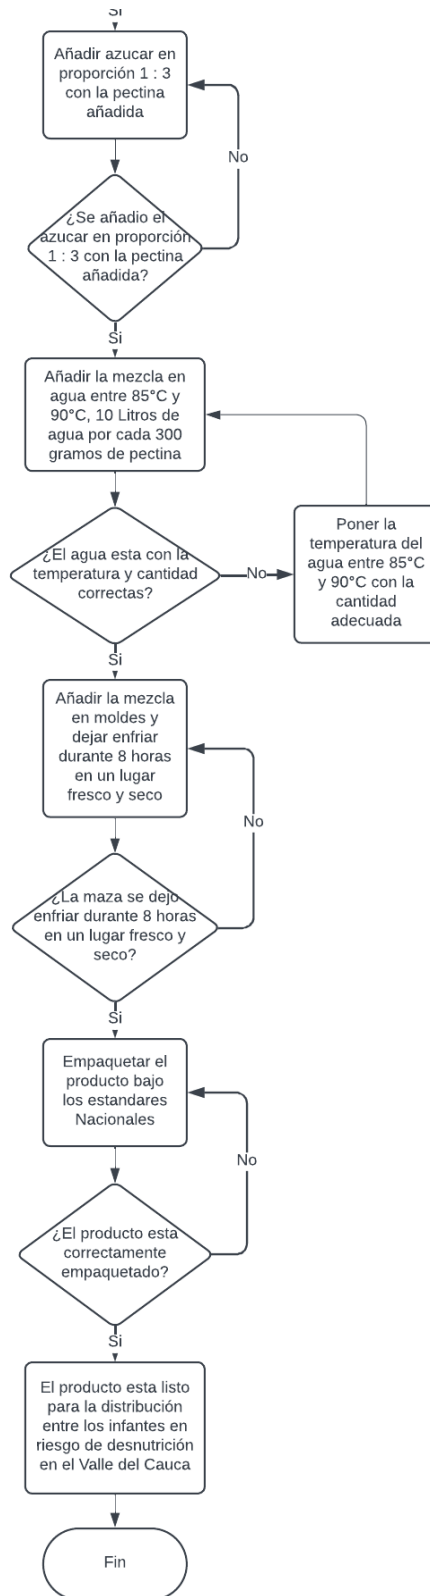 Si
Añadir azucar en
proporción 1 : 3
con la pectina
añadida
No
¿Se añadio el
azucar en proporción
1 : 3 con la pectina
añadida?
Si
Añadir la mezcla en
agua entre 85°C y
90°C, 10 Litros de
agua por cada 300
gramos de pectina
¿El agua esta con la
temperatura y cantidad
correctas?
No
Poner la
temperatura del
agua entre 85°C
y 90°C con la
cantidad
adecuada
Si
Añadir la mezcla
en moldes y
dejar enfriar
durante 8 horas
en un lugar
fresco y seco
No
¿La maza se dejo
enfriar durante 8 horas
en un lugar fresco y
seco?
Si
Empaquetar el
producto bajo
los estandares
Nacionales
No
¿El producto esta
correctamente
empaquetado?
Si
El producto esta listo
para la distribución
entre los infantes en
riesgo de desnutrición
en el Valle del Cauca
Fin